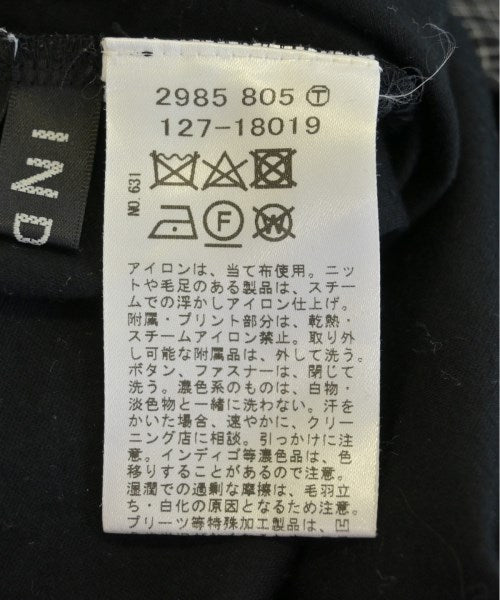 2985 805 Ⓣ
127-18019
NO.631
F
W
アイロンは、当て布使用。ニッ
トや毛足のある製品は、スチー
ムでの浮かしアイロン仕上げ。
附属・プリント部分は、乾熱・
スチームアイロン禁止。取り外
し可能な附属品は、外して洗う。
ボタン、ファスナーは、閉じて
洗う。濃色系のものは、白物・
淡色物と一緒に洗わない。汗を
かいた場合、速やかに、クリー
ニング店に相談。引っかけに注
意。インディゴ等濃色品は、色
移りすることがあるので注意。
湿潤での過剰な摩擦は、毛羽立
ち・白化の原因となるため注意。
プリーツ等特殊加工製品は、凹
IND